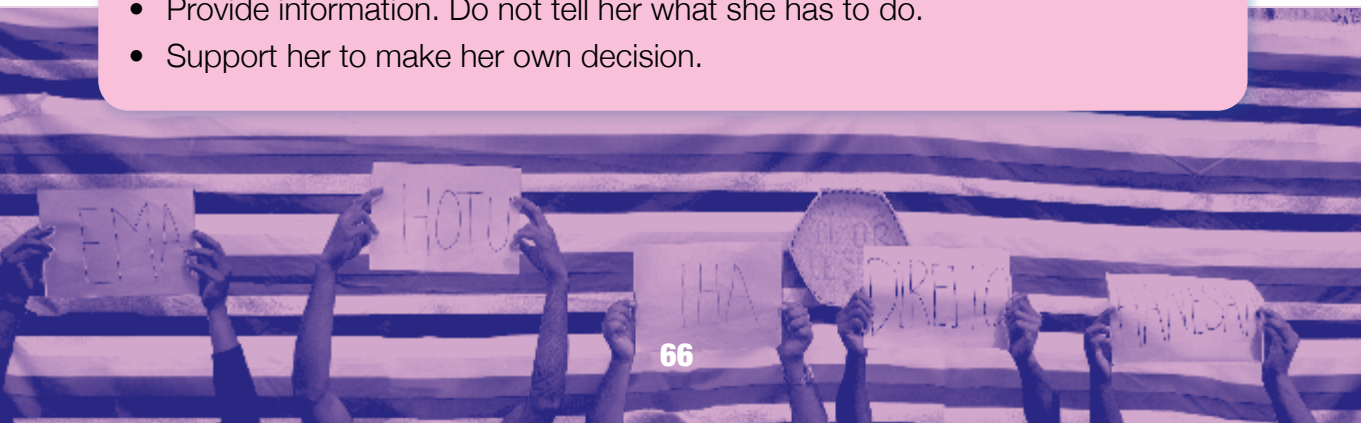 • Provide information. Do not tell her what she has to do.
• Support her to make her own decision.
EMA
HOTU
IHA
DIREITO
HANESAN
66